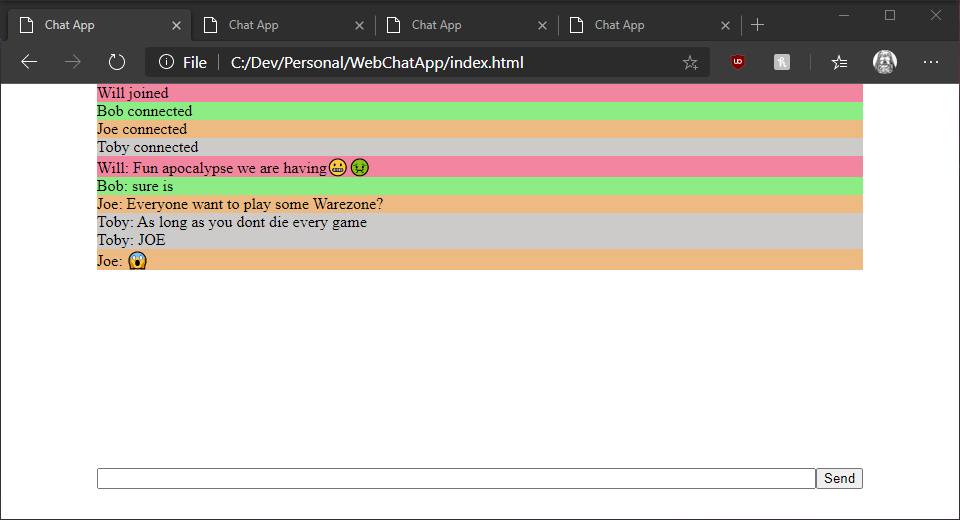 Chat App
Chat App
Chat App
Chat App
File
C:/Dev/Personal/WebChatApp/index.html
Will joined
Bob connected
Joe connected
Toby connected
Will: Fun apocalypse we are having😬🤢
Bob: sure is
Joe: Everyone want to play some Warezone?
Toby: As long as you dont die every game
Toby: JOE
Joe: 😱
Send